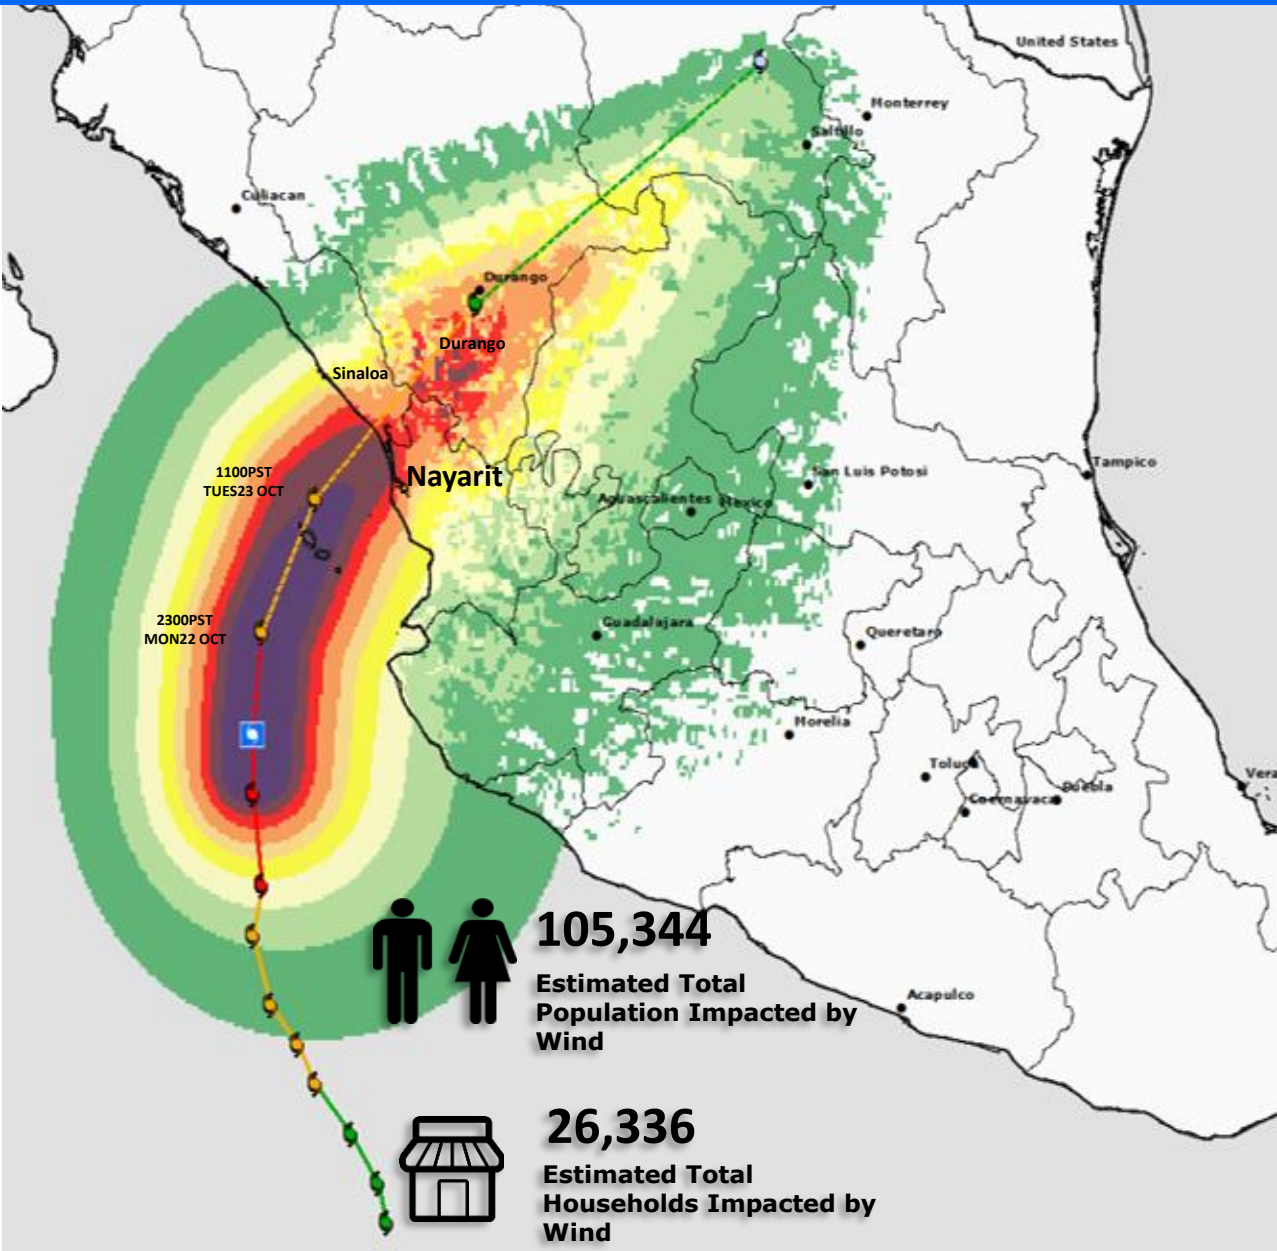 United States
Monterrey
Saltillo
Culiacan
Durango
Durango
Sinaloa
Nayarit
1100PST
TUES23 OCT
San Luis Potosi
Tampico
Aguascalientes
Mexico
2300PST
MON22 OCT
Guadalajara
Queretaro
Morelia
Toluca
Vera
Puebla
Cuernavaca
105,344
Estimated Total
Population Impacted by
Wind
Acapulco
26,336
Estimated Total
Households Impacted by
Wind